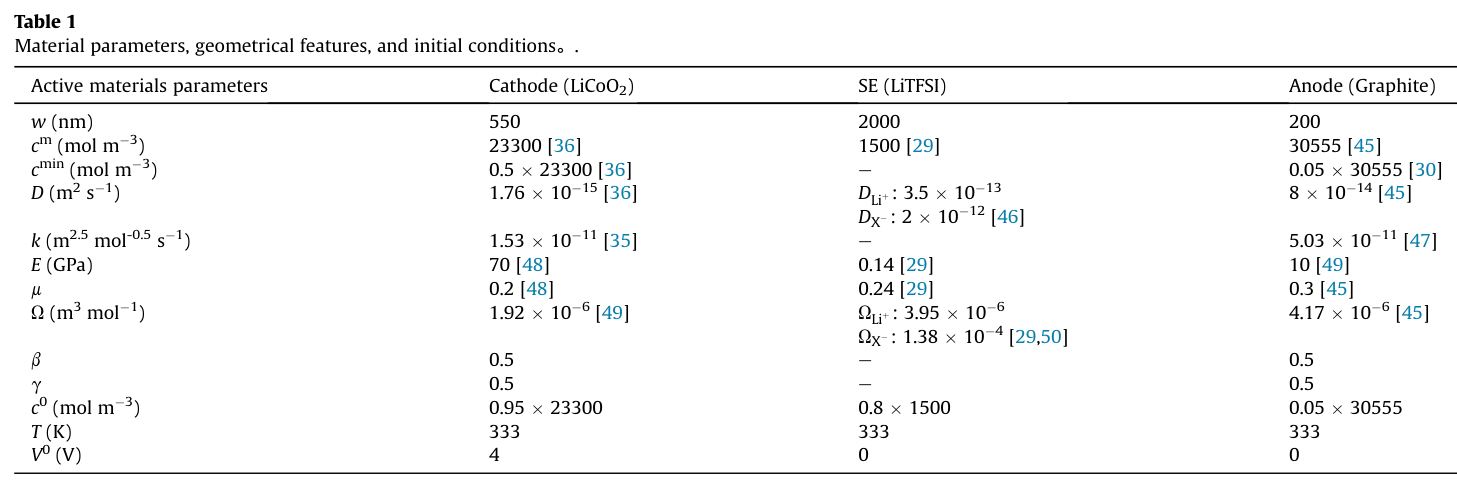 Table 1
Material parameters, geometrical features, and initial conditions。 .
Active materials parameters Cathode (LiCoO₂) SE (LiTFSI) Anode (Graphite)
w (nm) 550 2000 200
cᵐ (mol m⁻³) 23300 [36] 1500 [29] 30555 [45]
cᵐⁱⁿ (mol m⁻³) 0.5 × 23300 [36] − 0.05 × 30555 [30]
D (m² s⁻¹) 1.76 × 10⁻¹⁵ [36] D_Li⁺: 3.5 × 10⁻¹³ 8 × 10⁻¹⁴ [45]
D_X⁻: 2 × 10⁻¹² [46]
k (m²·⁵ mol⁻⁰·⁵ s⁻¹) 1.53 × 10⁻¹¹ [35] − 5.03 × 10⁻¹¹ [47]
E (GPa) 70 [48] 0.14 [29] 10 [49]
μ 0.2 [48] 0.24 [29] 0.3 [45]
Ω (m³ mol⁻¹) 1.92 × 10⁻⁶ [49] Ω_Li⁺: 3.95 × 10⁻⁶ 4.17 × 10⁻⁶ [45]
Ω_X⁻: 1.38 × 10⁻⁴ [29,50]
β 0.5 − 0.5
γ 0.5 − 0.5
c⁰ (mol m⁻³) 0.95 × 23300 0.8 × 1500 0.05 × 30555
T (K) 333 333 333
V⁰ (V) 4 0 0